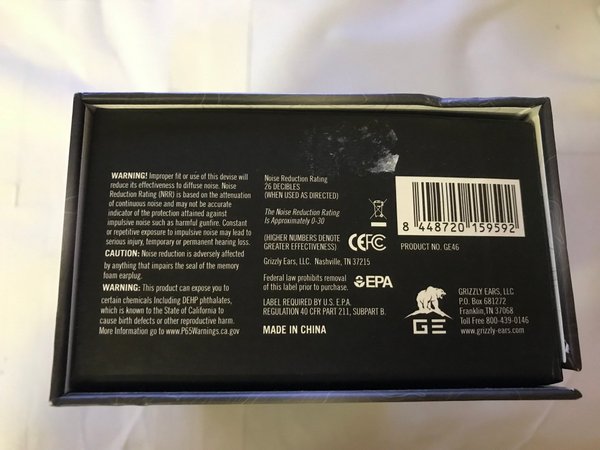 WARNING! Improper fit or use of this devise will
reduce its effectiveness to diffuse noise. Noise
Reduction Rating (NRR) is based on the attenuation
of continuous noise and may not be accurate
indicator of the protection attained against
impulsive noise such as harmful gunfire. Constant
or repetitive exposure to impulsive noise may lead to
serious injury, temporary or permanent hearing loss.
CAUTION: Noise reduction is adversely affected
by anything that impairs the seal of the memory
foam earplug.
WARNING: This product can expose you to
certain chemicals Including DEHP phthalates,
which is known to the State of California to
cause birth defects or other reproductive harm.
More Information go to www.P65Warnings.ca.gov
Noise Reduction Rating
26 DECIBLES
(WHEN USED AS DIRECTED)
The Noise Reduction Rating
Is Approximately 0-30
(HIGHER NUMBERS DENOTE
GREATER EFFECTIVENESS)
CE FC
Grizzly Ears, LLC. Nashville, TN 37215
Federal law prohibits removal
of this label prior to purchase.
EPA
LABEL REQUIRED BY U.S. E.P.A.
REGULATION 40 CFR PART 211, SUBPART B.
MADE IN CHINA
8 448720 159592
PRODUCT NO. GE46
GE
GRIZZLY EARS, LLC
P.O. Box 681272
Franklin,TN 37068
Toll Free 800-439-0146
www.grizzly-ears.com